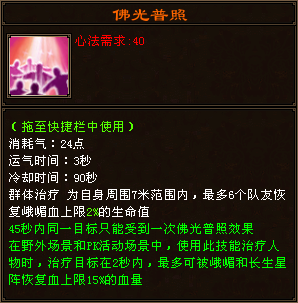 佛光普照
心法需求:40
（拖至快捷栏中使用）
消耗气：24点
运气时间：3秒
冷却时间：90秒
群体治疗 为自身周围7米范围内，最多6个队友恢
复峨嵋血上限2%的生命值
45秒内同一目标只能受到一次佛光普照效果
在野外场景和PK活动场景中，使用此技能治疗人
物时，治疗目标在2秒内，最多可被峨嵋和长生星
阵恢复血上限15%的血量